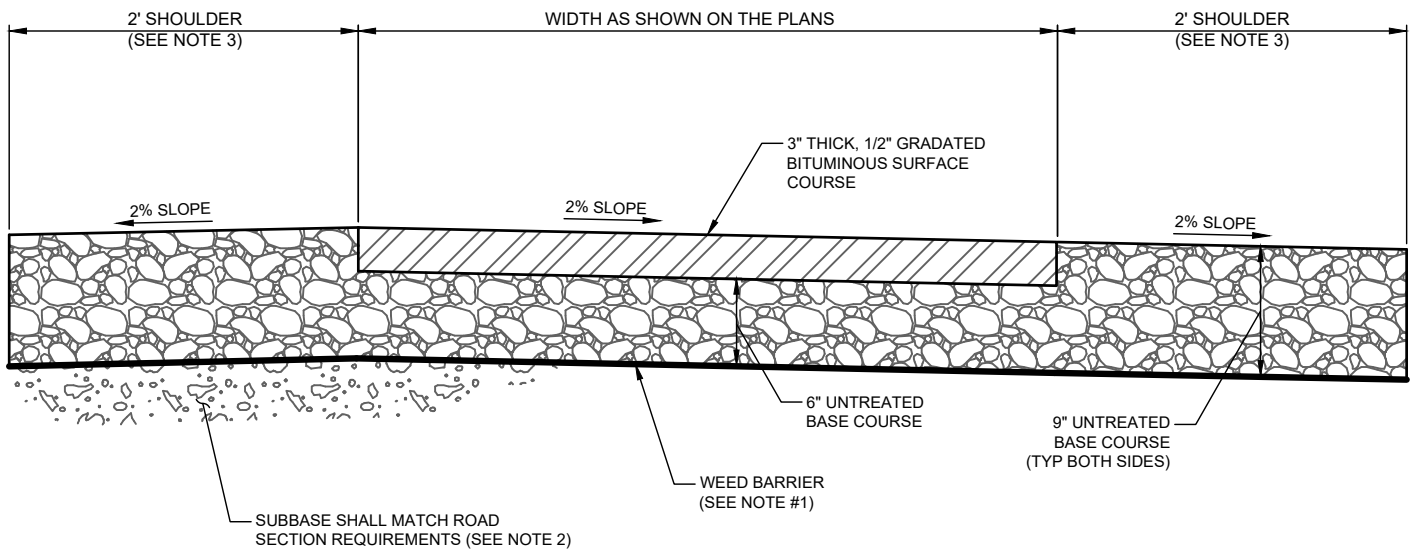 2' SHOULDER
(SEE NOTE 3)
WIDTH AS SHOWN ON THE PLANS
2' SHOULDER
(SEE NOTE 3)
3" THICK, 1/2" GRADATED
BITUMINOUS SURFACE
COURSE
2% SLOPE
2% SLOPE
2% SLOPE
6" UNTREATED
BASE COURSE
9" UNTREATED
BASE COURSE
(TYP BOTH SIDES)
WEED BARRIER
(SEE NOTE #1)
SUBBASE SHALL MATCH ROAD
SECTION REQUIREMENTS (SEE NOTE 2)